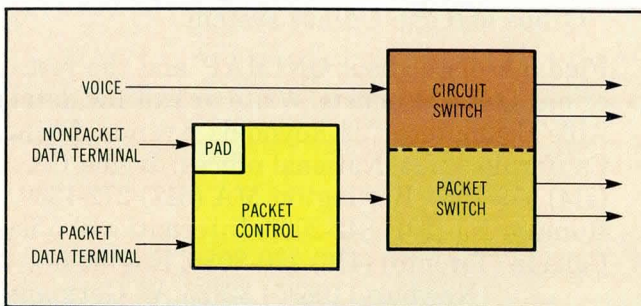 VOICE
NONPACKET
DATA TERMINAL
PACKET
DATA TERMINAL
PAD
PACKET
CONTROL
CIRCUIT
SWITCH
PACKET
SWITCH